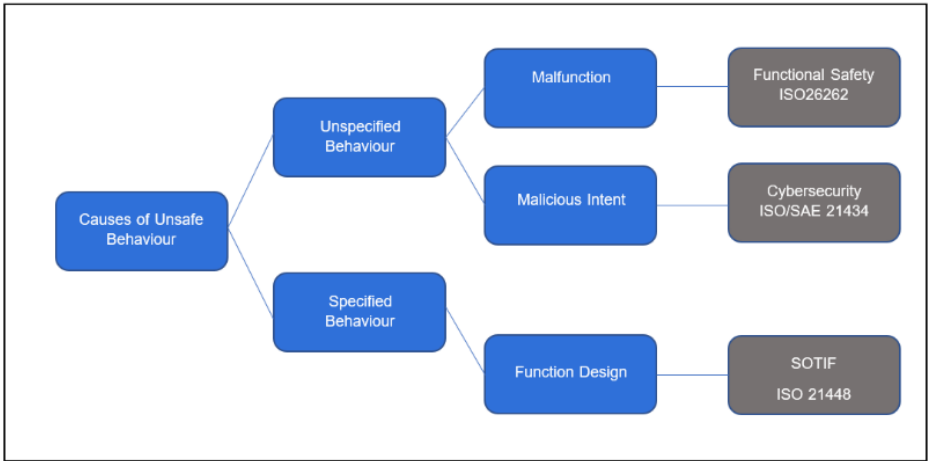 Causes of Unsafe
Behaviour
Unspecified
Behaviour
Specified
Behaviour
Malfunction
Malicious Intent
Function Design
Functional Safety
ISO26262
Cybersecurity
ISO/SAE 21434
SOTIF
ISO 21448